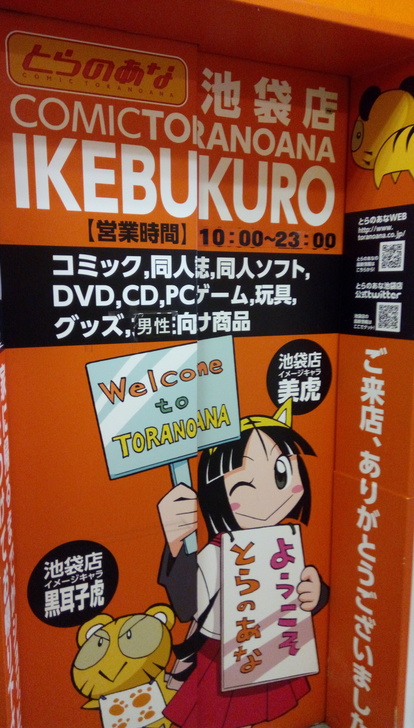 とらのあな
COMIC TORANOANA
池袋店
COMICTORANOANA
IKEBUKURO
【営業時間】10:00~23:00
コミック,同人誌,同人ソフト,
DVD,CD,PCゲーム,玩具,
グッズ,男性向け商品
Welcome
to
TORANOANA
池袋店
イメージキャラ
美虎
ようこそ
とらのあな
池袋店
イメージキャラ
黒耳子虎
とらのあなWEB
http://www.
toranoana.co.jp/
とらのあな池袋店
公式twitter
ご来店、ありがとうございました